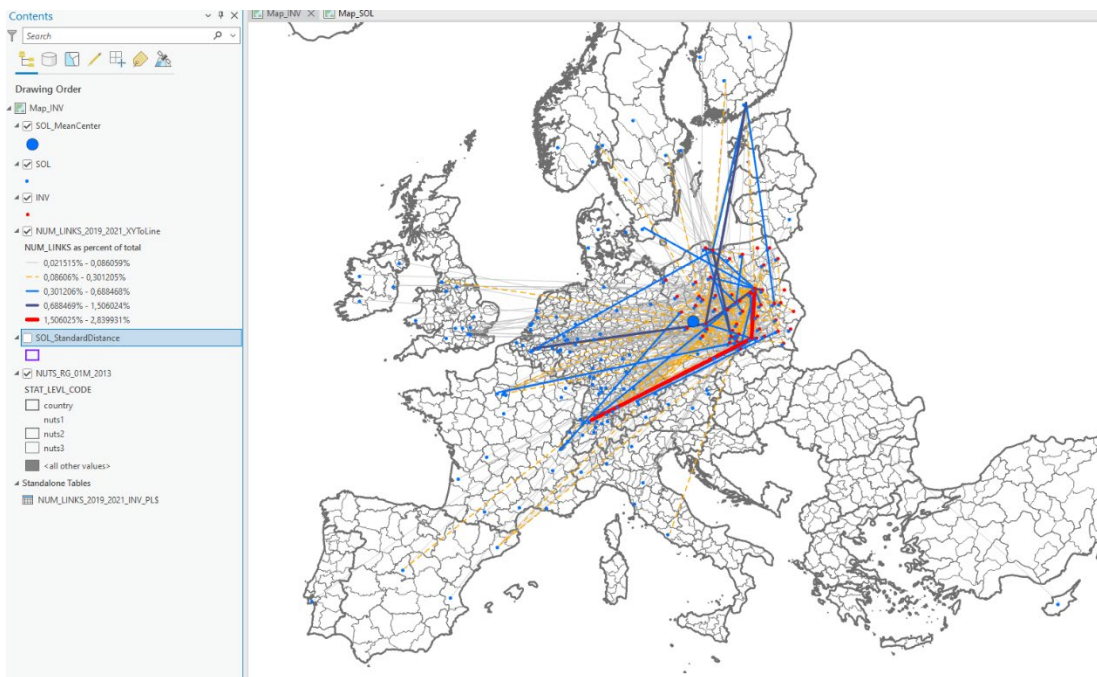 Contents
Map_INV
Map_SOL
Search
Drawing Order
Map_INV
SOL_MeanCenter
SOL
INV
NUM_LINKS_2019_2021_XYToLine
NUM_LINKS as percent of total
0,021515% - 0,086059%
0,08606% - 0,301205%
0,301206% - 0,688468%
0,688469% - 1,506024%
1,506025% - 2,839931%
SOL_StandardDistance
NUTS_RG_01M_2013
STAT_LEVL_CODE
country
nuts1
nuts2
nuts3
<all other values>
Standalone Tables
NUM_LINKS_2019_2021_INV_PL$